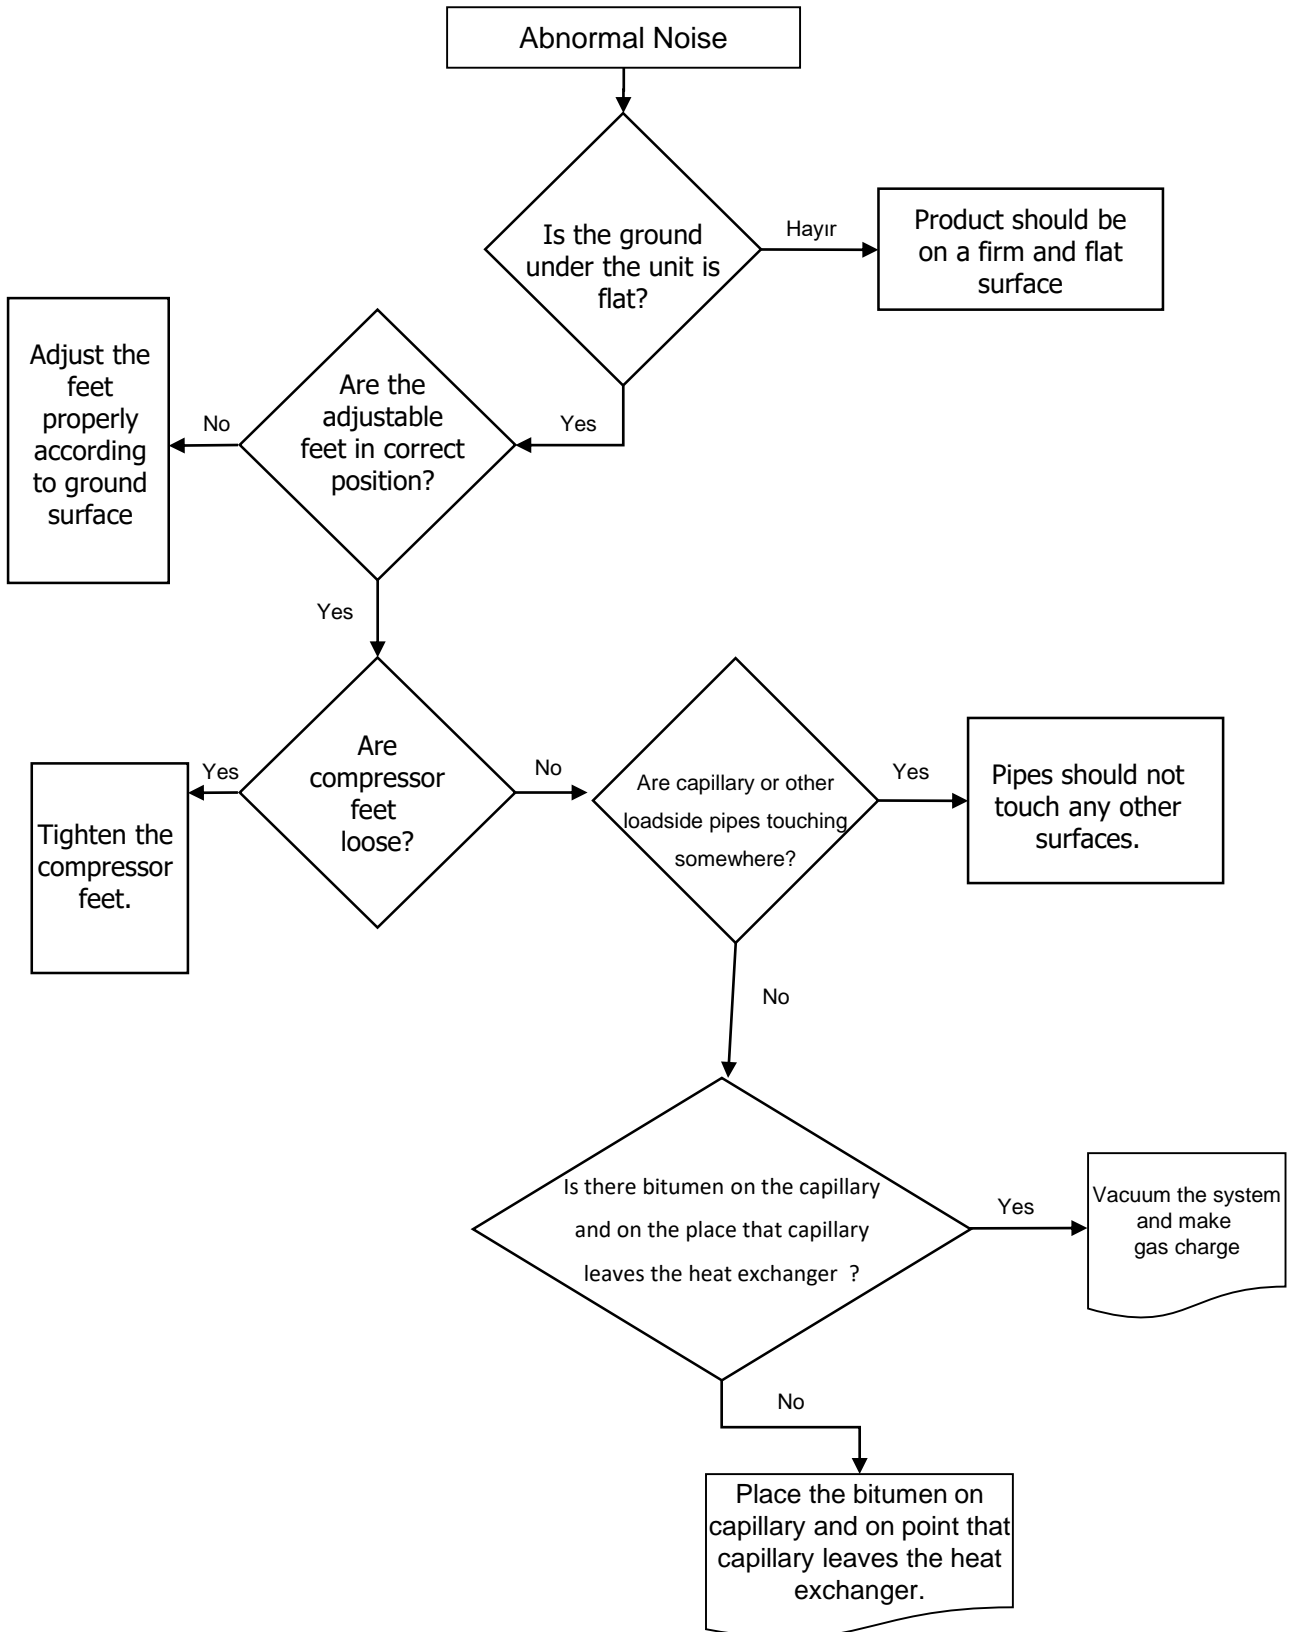 Abnormal Noise
Is the ground
under the unit is
flat?
Hayır
Product should be
on a firm and flat
surface
Yes
Are the
adjustable
feet in correct
position?
No
Adjust the
feet
properly
according
to ground
surface
Yes
Are
compressor
feet
loose?
Yes
Tighten the
compressor
feet.
No
Are capillary or other
loadside pipes touching
somewhere?
Yes
Pipes should not
touch any other
surfaces.
No
Is there bitumen on the capillary
and on the place that capillary
leaves the heat exchanger ?
Yes
Vacuum the system
and make
gas charge
No
Place the bitumen on
capillary and on point that
capillary leaves the heat
exchanger.